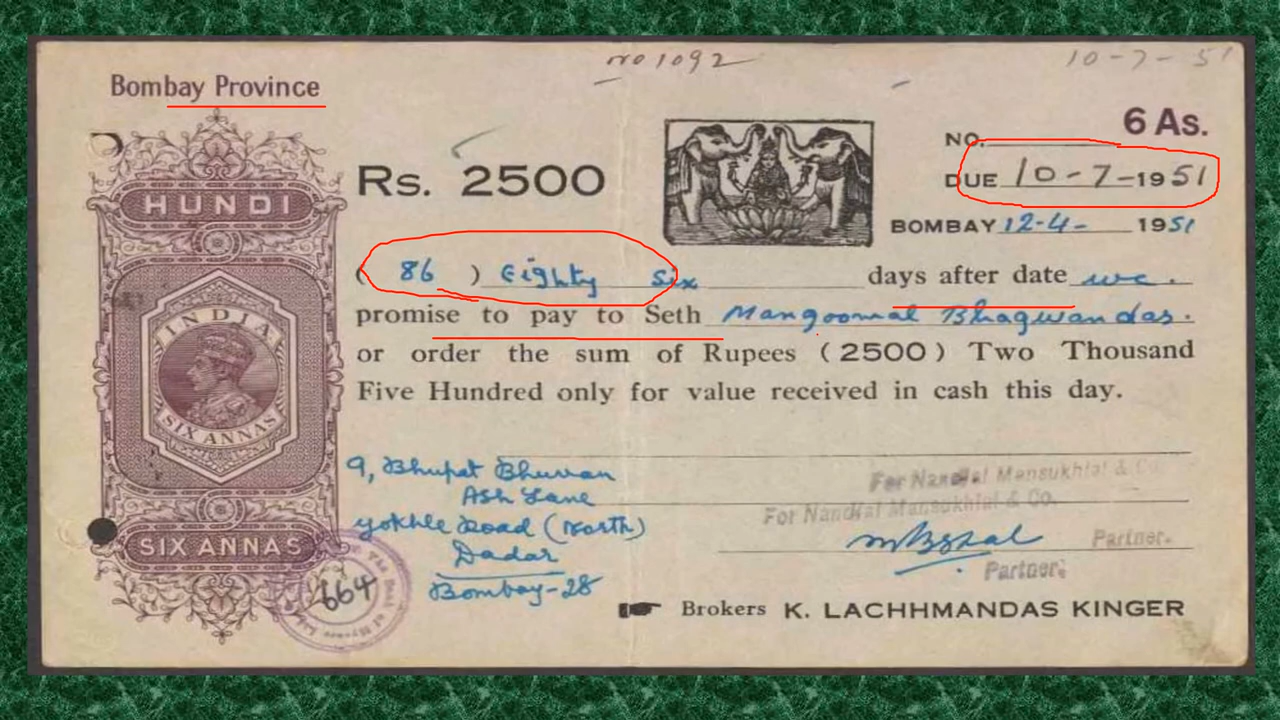 no 1092
10-7-51
Bombay Province
6 As.
NO.
HUNDI
Rs. 2500
DUE 10-7-1951
BOMBAY 12-4- 1951
( 86 ) Eighty Six days after date we.
promise to pay to Seth Mangoomal Bhagwandas.
or order the sum of Rupees (2500) Two Thousand
Five Hundred only for value received in cash this day.
INDIA
SIX ANNAS
9, Bhupat Bhuvan
Ash Lane
Gokhle Road (North)
Dadar
Bombay-28
For Nandlal Mansukhlal & Co.
For Nandlal Mansukhlal & Co.
Partner.
Partner.
SIX ANNAS
664
Brokers K. LACHHMANDAS KINGER